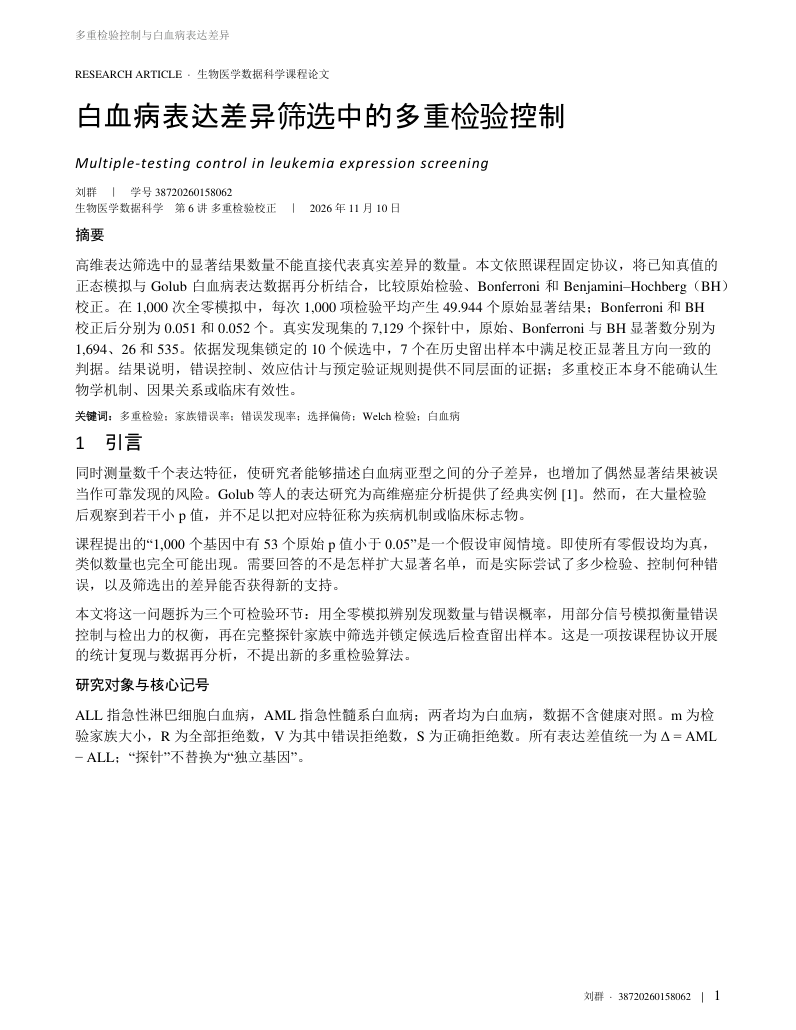 多重检验控制与白血病表达差异
RESEARCH ARTICLE · 生物医学数据科学课程论文
白血病表达差异筛选中的多重检验控制
Multiple-testing control in leukemia expression screening
刘群 | 学号 38720260158062
生物医学数据科学 第 6 讲 多重检验校正 | 2026 年 11 月 10 日
摘要
高维表达筛选中的显著结果数量不能直接代表真实差异的数量。本文依照课程固定协议，将已知真值的
正态模拟与 Golub 白血病表达数据再分析结合，比较原始检验、Bonferroni 和 Benjamini–Hochberg（BH）
校正。在 1,000 次全零模拟中，每次 1,000 项检验平均产生 49.944 个原始显著结果；Bonferroni 和 BH
校正后分别为 0.051 和 0.052 个。真实发现集的 7,129 个探针中，原始、Bonferroni 与 BH 显著数分别为
1,694、26 和 535。依据发现集锁定的 10 个候选中，7 个在历史留出样本中满足校正显著且方向一致的
判据。结果说明，错误控制、效应估计与预定验证规则提供不同层面的证据；多重校正本身不能确认生
物学机制、因果关系或临床有效性。
关键词：多重检验；家族错误率；错误发现率；选择偏倚；Welch 检验；白血病
1 引言
同时测量数千个表达特征，使研究者能够描述白血病亚型之间的分子差异，也增加了偶然显著结果被误
当作可靠发现的风险。Golub 等人的表达研究为高维癌症分析提供了经典实例 [1]。然而，在大量检验
后观察到若干小 p 值，并不足以把对应特征称为疾病机制或临床标志物。
课程提出的“1,000 个基因中有 53 个原始 p 值小于 0.05”是一个假设审阅情境。即使所有零假设均为真，
类似数量也完全可能出现。需要回答的不是怎样扩大显著名单，而是实际尝试了多少检验、控制何种错
误，以及筛选出的差异能否获得新的支持。
本文将这一问题拆为三个可检验环节：用全零模拟辨别发现数量与错误概率，用部分信号模拟衡量错误
控制与检出力的权衡，再在完整探针家族中筛选并锁定候选后检查留出样本。这是一项按课程协议开展
的统计复现与数据再分析，不提出新的多重检验算法。
研究对象与核心记号
ALL 指急性淋巴细胞白血病，AML 指急性髓系白血病；两者均为白血病，数据不含健康对照。m 为检
验家族大小，R 为全部拒绝数，V 为其中错误拒绝数，S 为正确拒绝数。所有表达差值统一为 Δ = AML
− ALL；“探针”不替换为“独立基因”。
刘群 · 38720260158062 | 1